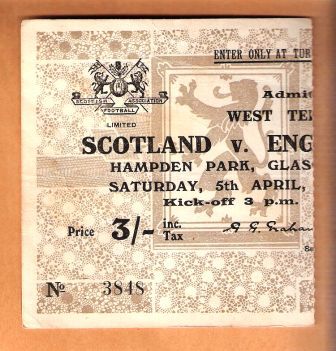 ENTER ONLY AT TUR
SCOTTISH FOOTBALL ASSOCIATION
LIMITED
Admi
WEST TE
SCOTLAND v. ENG
HAMPDEN PARK, GLAS
SATURDAY, 5th APRIL,
Kick-off 3 p.m.
Price 3/- inc. Tax
G. G. Graham
No 3848